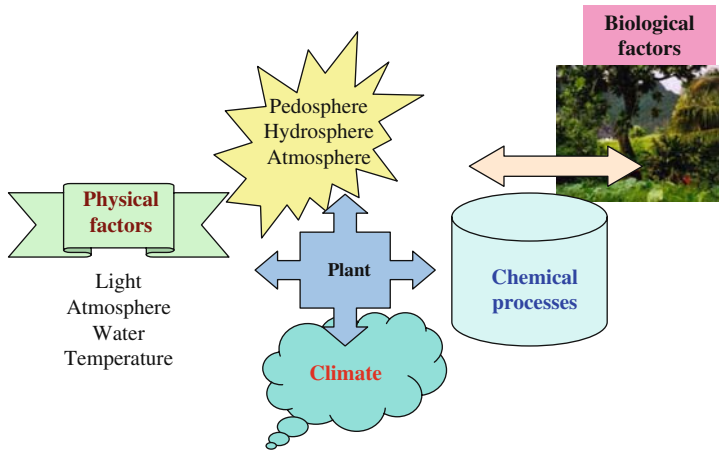 Biological
factors
Pedosphere
Hydrosphere
Atmosphere
Physical
factors
Light
Atmosphere
Water
Temperature
Plant
Chemical
processes
Climate